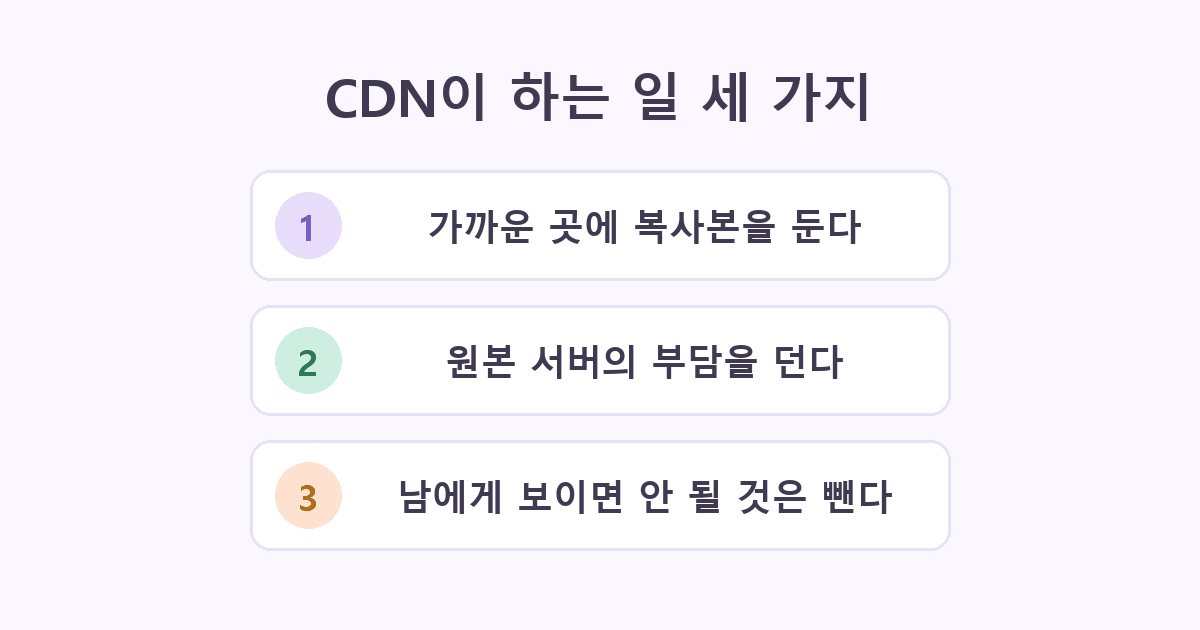 CDN이 하는 일 세 가지
1 가까운 곳에 복사본을 둔다
2 원본 서버의 부담을 던다
3 남에게 보이면 안 될 것은 뺀다